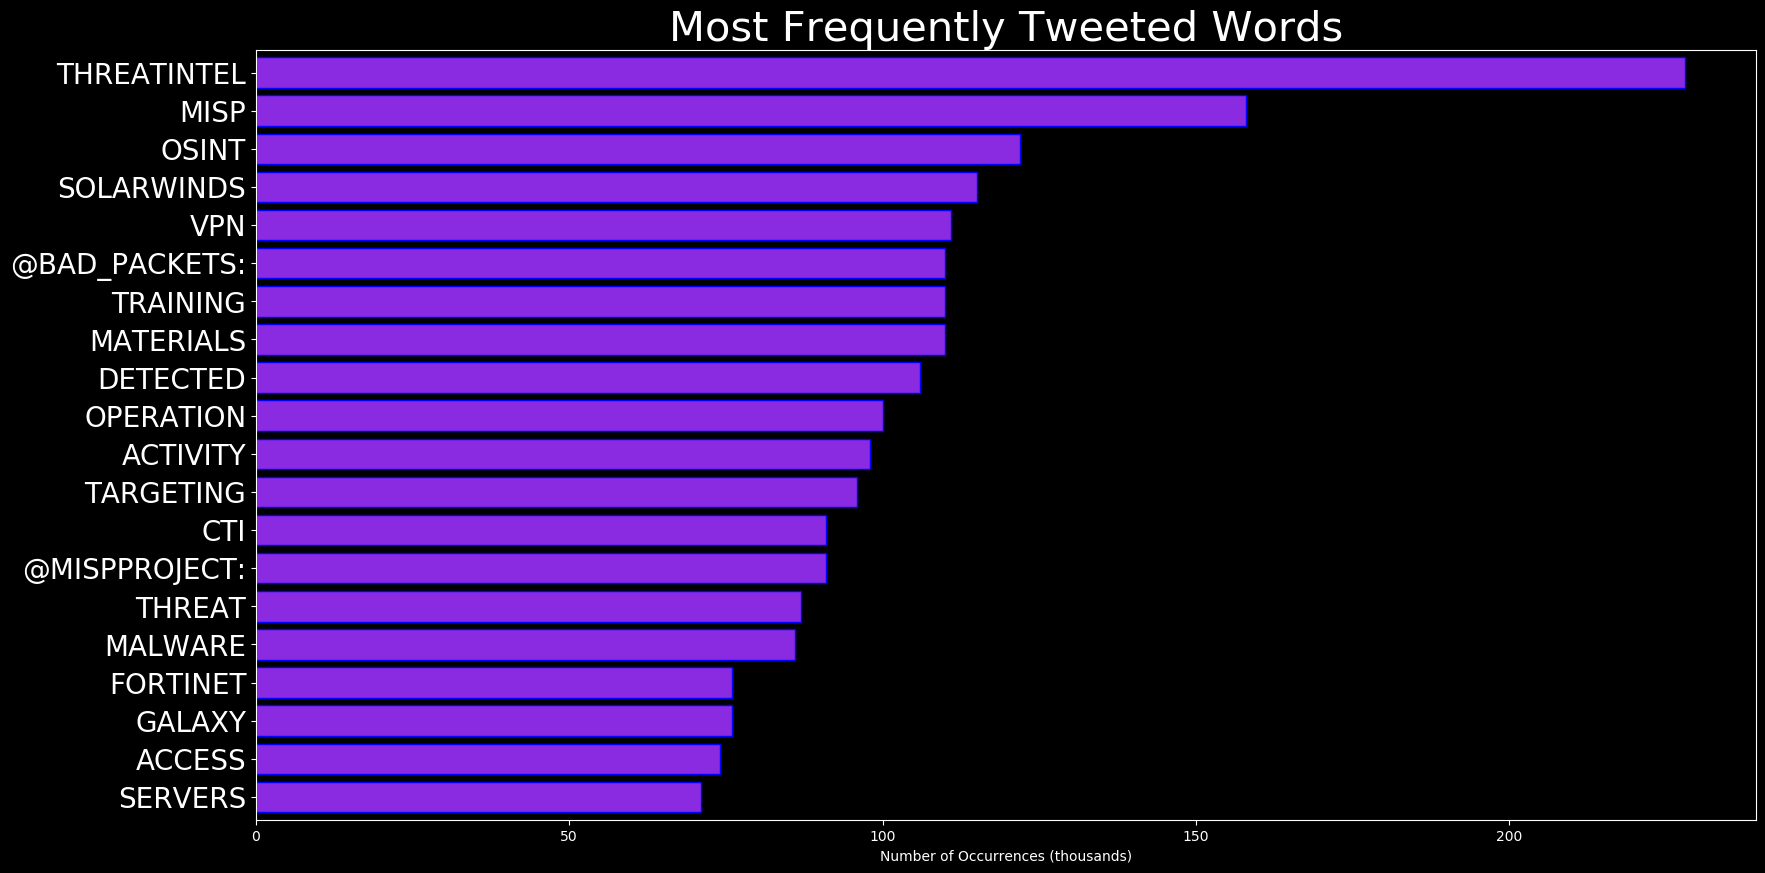 Most Frequently Tweeted Words
THREATINTEL
MISP
OSINT
SOLARWINDS
VPN
@BAD_PACKETS:
TRAINING
MATERIALS
DETECTED
OPERATION
ACTIVITY
TARGETING
CTI
@MISPPROJECT:
THREAT
MALWARE
FORTINET
GALAXY
ACCESS
SERVERS
0 50 100 150 200
Number of Occurrences (thousands)